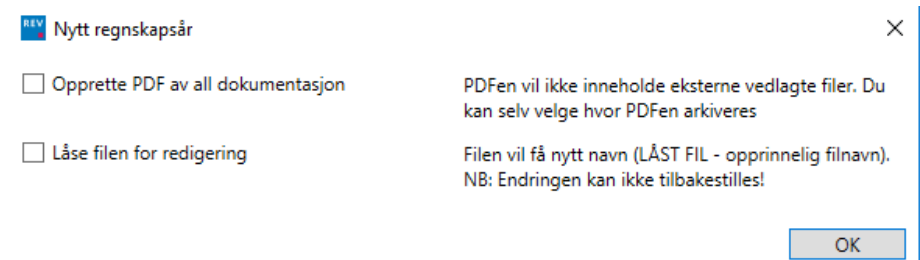 REV Nytt regnskapsår
Opprette PDF av all dokumentasjon
PDFen vil ikke inneholde eksterne vedlagte filer. Du
kan selv velge hvor PDFen arkiveres
Låse filen for redigering
Filen vil få nytt navn (LÅST FIL - opprinnelig filnavn).
NB: Endringen kan ikke tilbakestilles!
OK